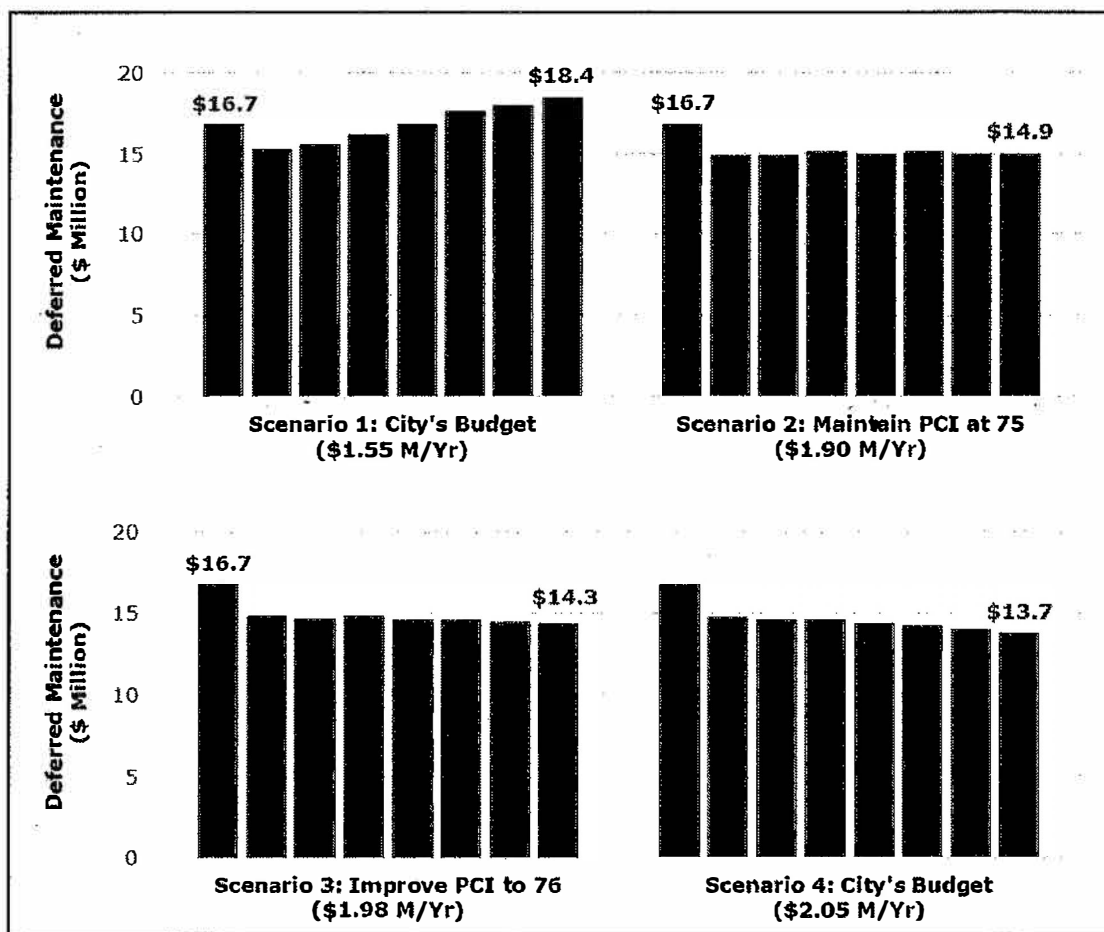 Deferred Maintenance
($ Million)
20
15
10
5
0
$16.7
$18.4
Scenario 1: City's Budget
($1.55 M/Yr)
$16.7
$14.9
Scenario 2: Maintain PCI at 75
($1.90 M/Yr)
Deferred Maintenance
($ Million)
20
15
10
5
0
$16.7
$14.3
Scenario 3: Improve PCI to 76
($1.98 M/Yr)
$13.7
Scenario 4: City's Budget
($2.05 M/Yr)